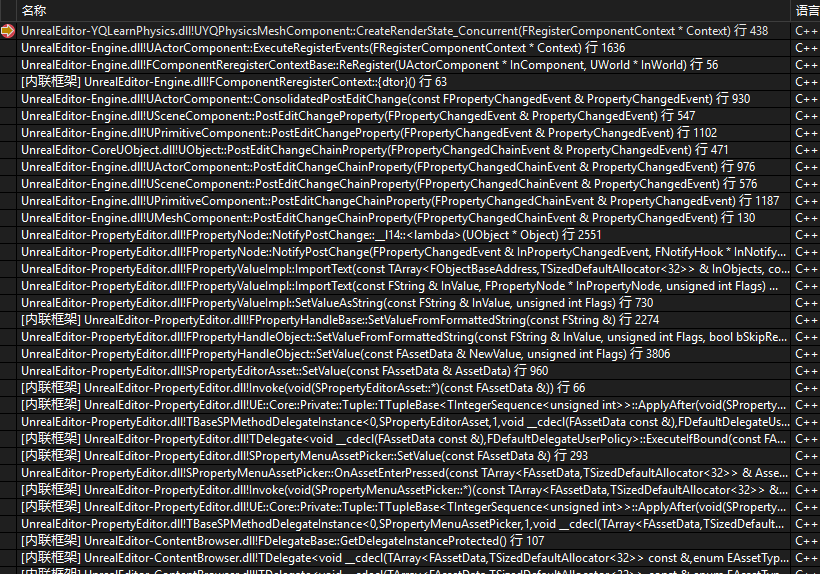 名称 语言
UnrealEditor-YQLearnPhysics.dll!UYQPhysicsMeshComponent::CreateRenderState_Concurrent(FRegisterComponentContext * Context) 行 438 C++
UnrealEditor-Engine.dll!UActorComponent::ExecuteRegisterEvents(FRegisterComponentContext * Context) 行 1636 C++
UnrealEditor-Engine.dll!FComponentReregisterContextBase::ReRegister(UActorComponent * InComponent, UWorld * InWorld) 行 56 C++
[内联框架] UnrealEditor-Engine.dll!FComponentReregisterContext::{dtor}() 行 63 C++
UnrealEditor-Engine.dll!UActorComponent::ConsolidatedPostEditChange(const FPropertyChangedEvent & PropertyChangedEvent) 行 930 C++
UnrealEditor-Engine.dll!USceneComponent::PostEditChangeProperty(FPropertyChangedEvent & PropertyChangedEvent) 行 547 C++
UnrealEditor-Engine.dll!UPrimitiveComponent::PostEditChangeProperty(FPropertyChangedEvent & PropertyChangedEvent) 行 1102 C++
UnrealEditor-CoreUObject.dll!UObject::PostEditChangeChainProperty(FPropertyChangedChainEvent & PropertyChangedEvent) 行 471 C++
UnrealEditor-Engine.dll!UActorComponent::PostEditChangeChainProperty(FPropertyChangedChainEvent & PropertyChangedEvent) 行 976 C++
UnrealEditor-Engine.dll!USceneComponent::PostEditChangeChainProperty(FPropertyChangedChainEvent & PropertyChangedEvent) 行 576 C++
UnrealEditor-Engine.dll!UPrimitiveComponent::PostEditChangeChainProperty(FPropertyChangedChainEvent & PropertyChangedEvent) 行 1187 C++
UnrealEditor-Engine.dll!UMeshComponent::PostEditChangeChainProperty(FPropertyChangedChainEvent & PropertyChangedEvent) 行 130 C++
UnrealEditor-PropertyEditor.dll!FPropertyNode::NotifyPostChange::__l14::<lambda>(UObject * Object) 行 2551 C++
UnrealEditor-PropertyEditor.dll!FPropertyNode::NotifyPostChange(FPropertyChangedEvent & InPropertyChangedEvent, FNotifyHook * InNotify... C++
UnrealEditor-PropertyEditor.dll!FPropertyValueImpl::ImportText(const TArray<FObjectBaseAddress,TSizedDefaultAllocator<32>> & InObjects, co... C++
UnrealEditor-PropertyEditor.dll!FPropertyValueImpl::ImportText(const FString & InValue, FPropertyNode * InPropertyNode, unsigned int Flags) ... C++
UnrealEditor-PropertyEditor.dll!FPropertyValueImpl::SetValueAsString(const FString & InValue, unsigned int Flags) 行 730 C++
[内联框架] UnrealEditor-PropertyEditor.dll!FPropertyHandleBase::SetValueFromFormattedString(const FString &) 行 2274 C++
UnrealEditor-PropertyEditor.dll!FPropertyHandleObject::SetValueFromFormattedString(const FString & InValue, unsigned int Flags, bool bSkipRe... C++
UnrealEditor-PropertyEditor.dll!FPropertyHandleObject::SetValue(const FAssetData & NewValue, unsigned int Flags) 行 3806 C++
UnrealEditor-PropertyEditor.dll!SPropertyEditorAsset::SetValue(const FAssetData & AssetData) 行 960 C++
[内联框架] UnrealEditor-PropertyEditor.dll!Invoke(void(SPropertyEditorAsset::*)(const FAssetData &)) 行 66 C++
[内联框架] UnrealEditor-PropertyEditor.dll!UE::Core::Private::Tuple::TTupleBase<TIntegerSequence<unsigned int>>::ApplyAfter(void(SProperty... C++
UnrealEditor-PropertyEditor.dll!TBaseSPMethodDelegateInstance<0,SPropertyEditorAsset,1,void __cdecl(FAssetData const &),FDefaultDelegateUs... C++
[内联框架] UnrealEditor-PropertyEditor.dll!TDelegate<void __cdecl(FAssetData const &),FDefaultDelegateUserPolicy>::ExecuteIfBound(const FA... C++
[内联框架] UnrealEditor-PropertyEditor.dll!SPropertyMenuAssetPicker::SetValue(const FAssetData &) 行 293 C++
UnrealEditor-PropertyEditor.dll!SPropertyMenuAssetPicker::OnAssetEnterPressed(const TArray<FAssetData,TSizedDefaultAllocator<32>> & Asse... C++
[内联框架] UnrealEditor-PropertyEditor.dll!Invoke(void(SPropertyMenuAssetPicker::*)(const TArray<FAssetData,TSizedDefaultAllocator<32>> &... C++
[内联框架] UnrealEditor-PropertyEditor.dll!UE::Core::Private::Tuple::TTupleBase<TIntegerSequence<unsigned int>>::ApplyAfter(void(SProperty... C++
UnrealEditor-PropertyEditor.dll!TBaseSPMethodDelegateInstance<0,SPropertyMenuAssetPicker,1,void __cdecl(TArray<FAssetData,TSizedDefault... C++
[内联框架] UnrealEditor-ContentBrowser.dll!FDelegateBase::GetDelegateInstanceProtected() 行 107 C++
[内联框架] UnrealEditor-ContentBrowser.dll!TDelegate<void __cdecl(TArray<FAssetData,TSizedDefaultAllocator<32>> const &,enum EAssetTyp... C++